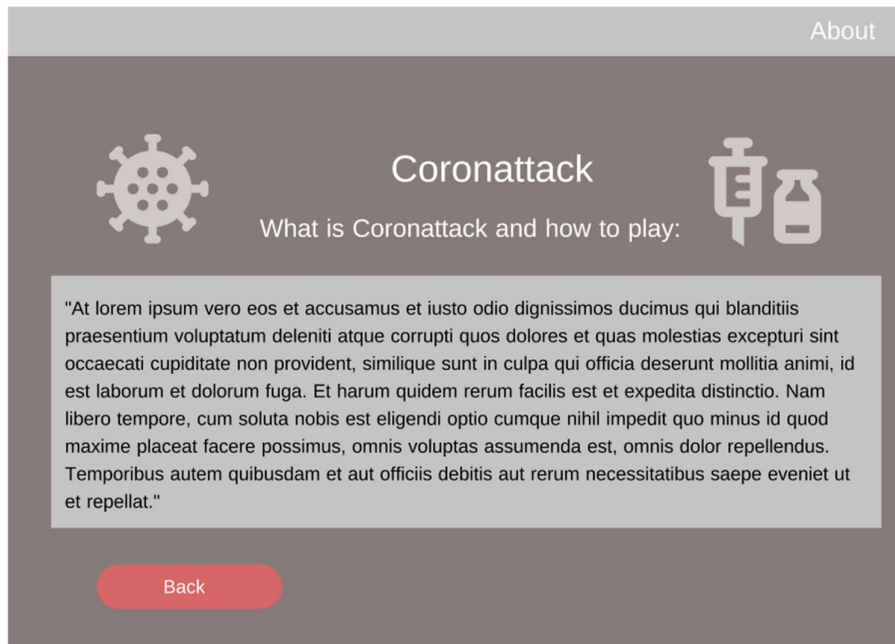 About
Coronattack
What is Coronattack and how to play:
"At lorem ipsum vero eos et accusamus et iusto odio dignissimos ducimus qui blanditiis
praesentium voluptatum deleniti atque corrupti quos dolores et quas molestias excepturi sint
occaecati cupiditate non provident, similique sunt in culpa qui officia deserunt mollitia animi, id
est laborum et dolorum fuga. Et harum quidem rerum facilis est et expedita distinctio. Nam
libero tempore, cum soluta nobis est eligendi optio cumque nihil impedit quo minus id quod
maxime placeat facere possimus, omnis voluptas assumenda est, omnis dolor repellendus.
Temporibus autem quibusdam et aut officiis debitis aut rerum necessitatibus saepe eveniet ut
et repellat."
Back